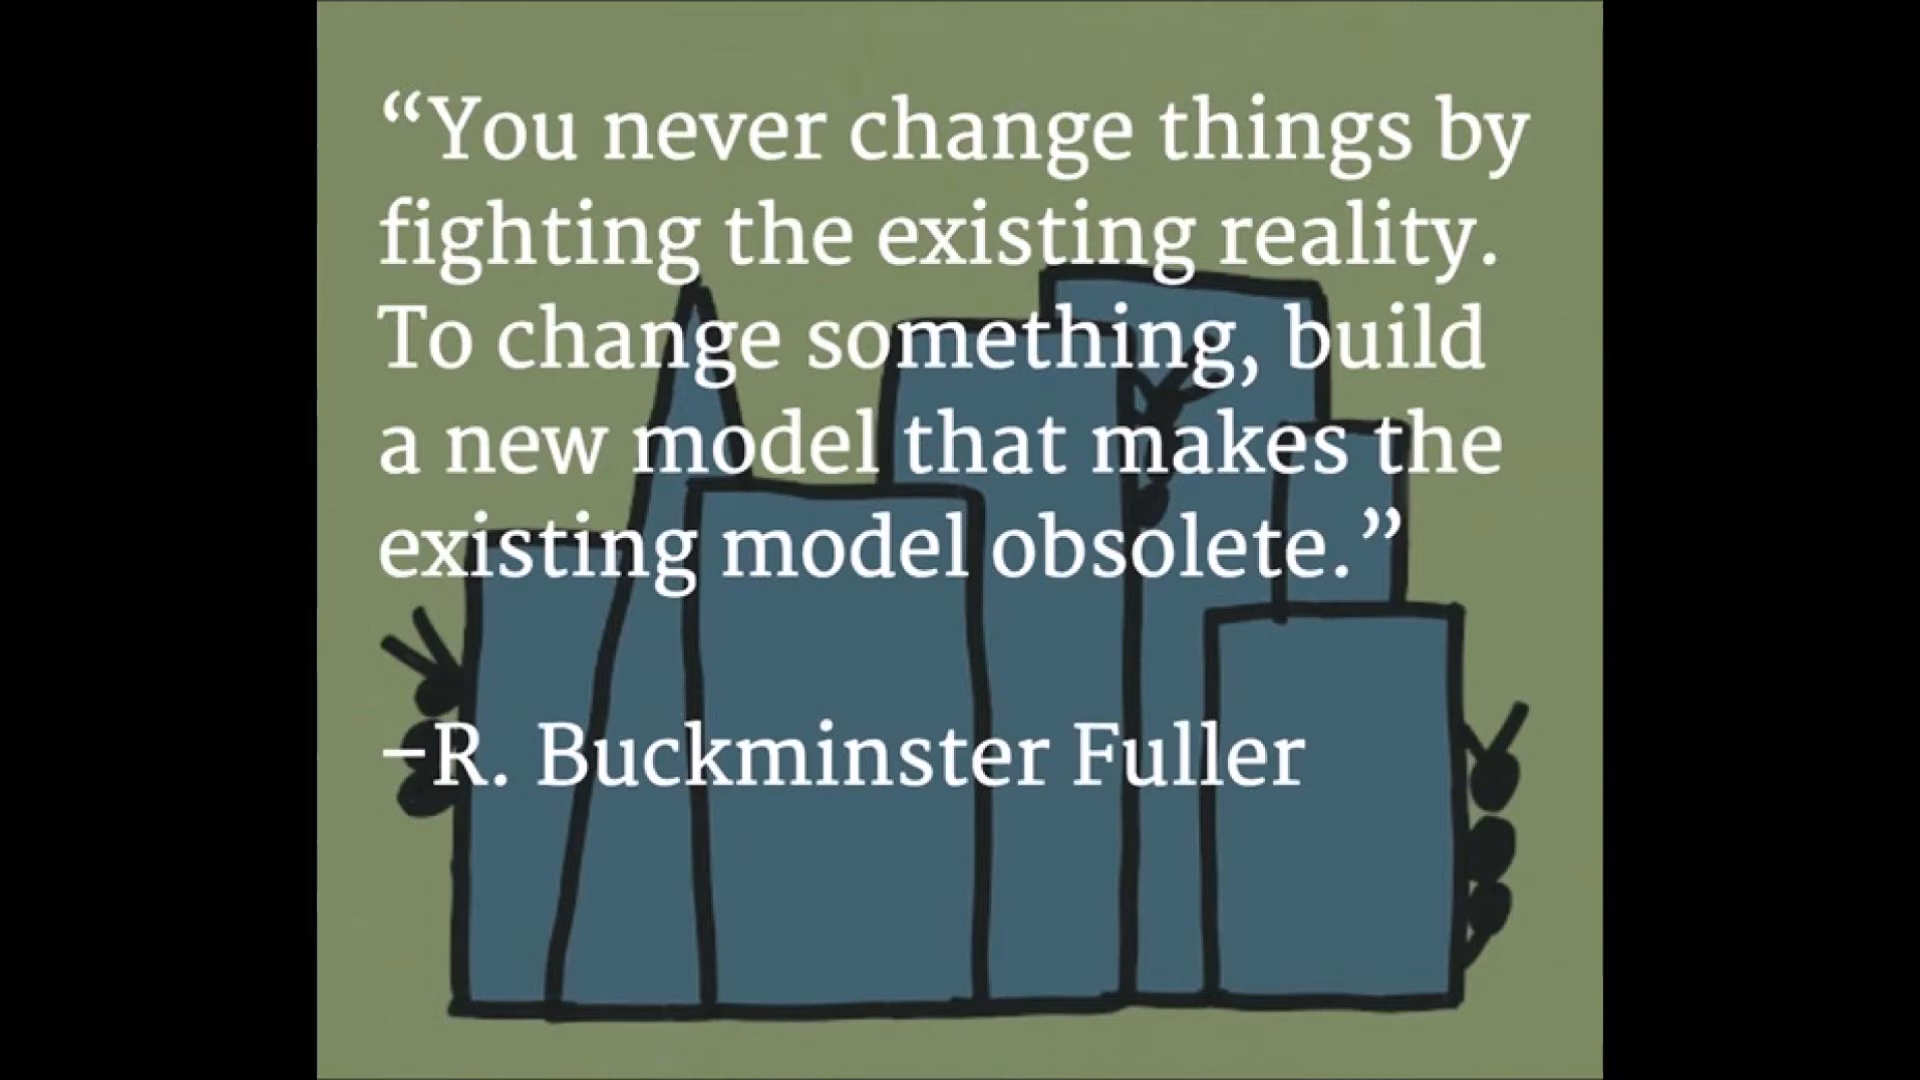 “You never change things by
fighting the existing reality.
To change something, build
a new model that makes the
existing model obsolete.”
–R. Buckminster Fuller